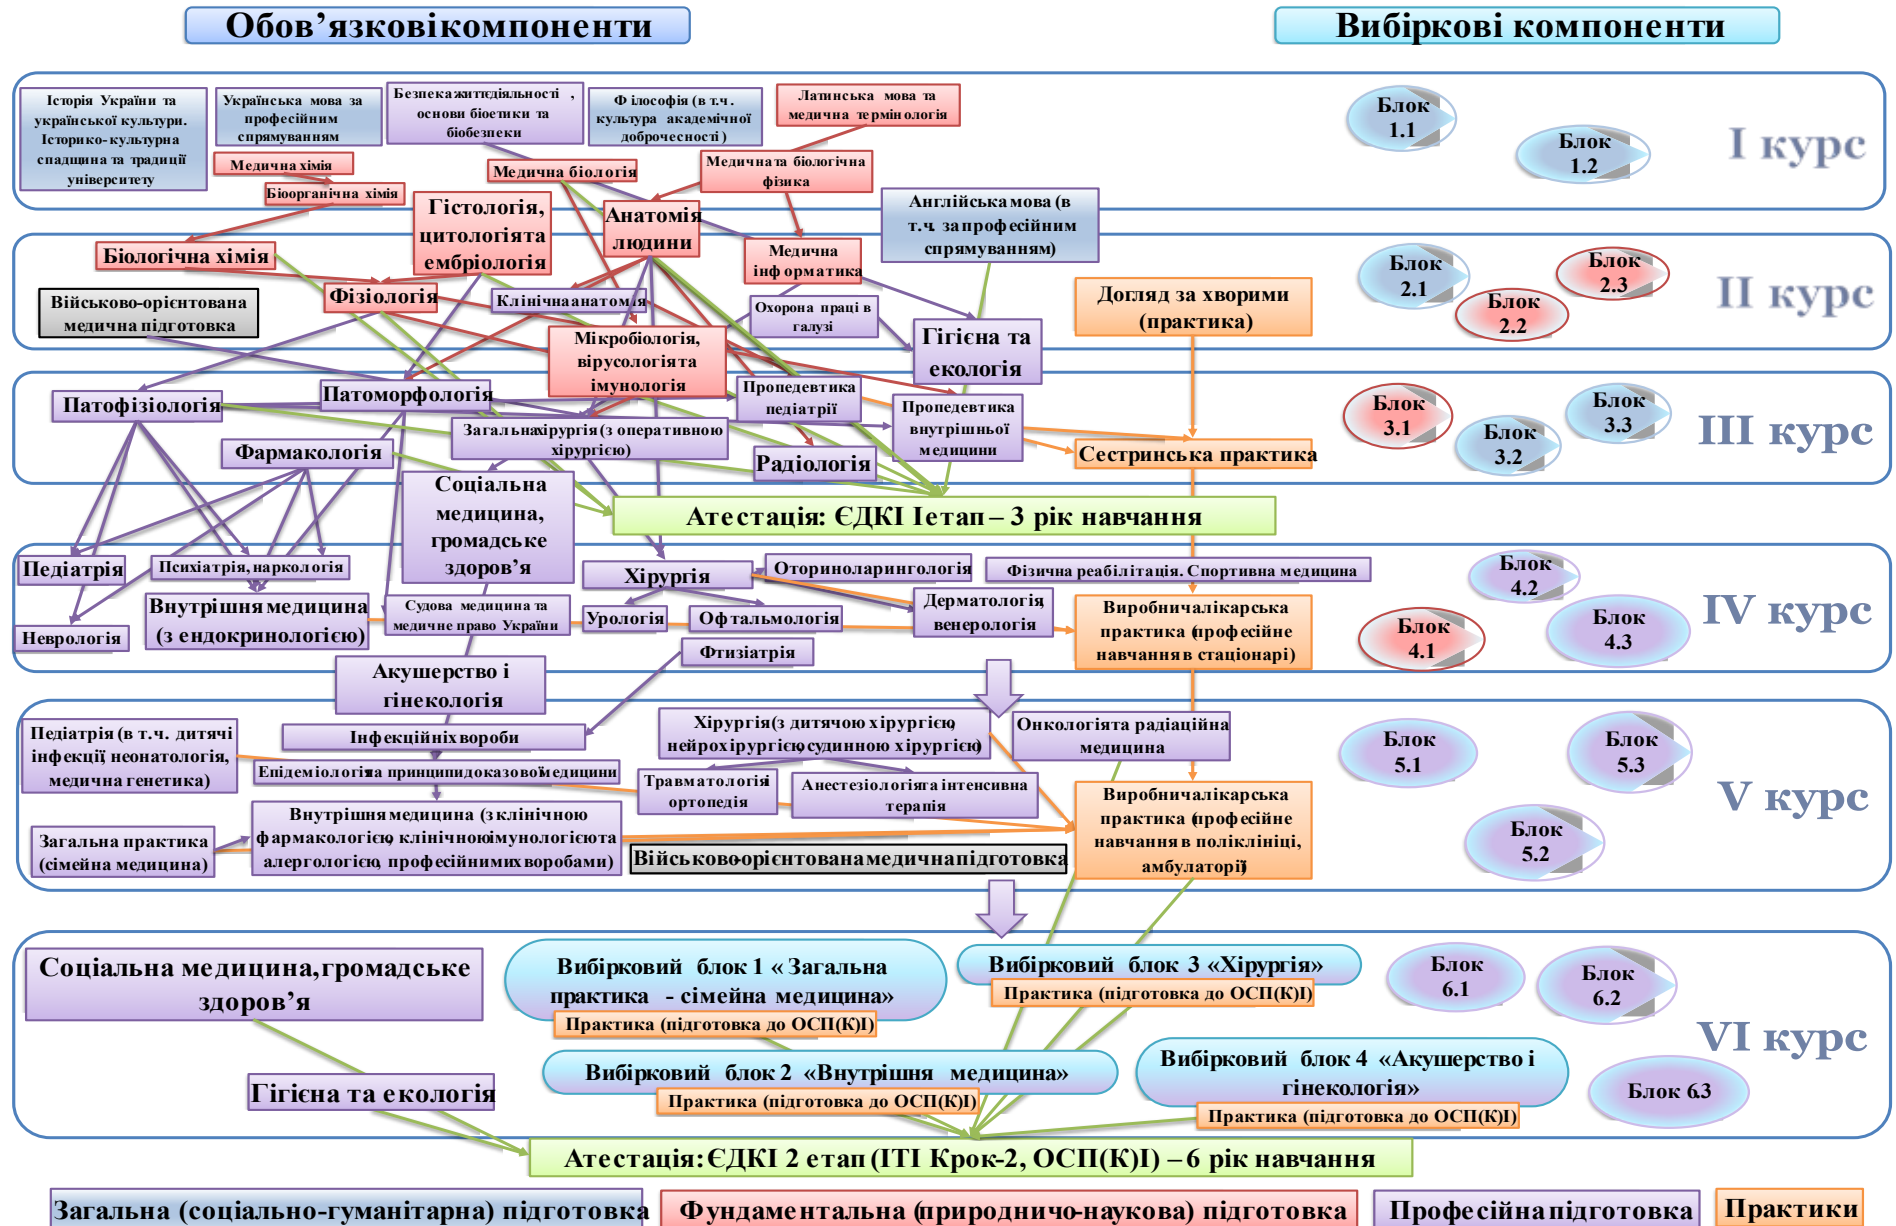 Обов’язкові компоненти
Вибіркові компоненти
Історія України та
української культури.
Історико-культурна
спадщина та традиції
університету
Українська мова за
професійним
спрямуванням
Безпека життєдіяльності,
основи біоетики та
біобезпеки
Філософія (в т.ч.
культура академічної
доброчесності)
Латинська мова та
медична термінологія
Медична хімія
Біоорганічна хімія
Медична біологія
Медична та біологічна
фізика
Блок
1.1
Блок
1.2
I курс
Гістологія,
цитологія та
ембріологія
Анатомія
людини
Англійська мова (в
т.ч. за професійним
спрямуванням)
Біологічна хімія
Медична
інформатика
Військово-орієнтована
медична підготовка
Фізіологія
Клінічна анатомія
Охорона праці в
галузі
Догляд за хворими
(практика)
Гігієна та
екологія
Мікробіологія,
вірусологія та
імунологія
Блок
2.1
Блок
2.2
Блок
2.3
II курс
Патофізіологія
Патоморфологія
Пропедевтика
педіатрії
Пропедевтика
внутрішньої
медицини
Загальна хірургія (з оперативною
хірургією)
Фармакологія
Радіологія
Сестринська практика
Блок
3.1
Блок
3.2
Блок
3.3
III курс
Соціальна
медицина,
громадське
здоров’я
Атестація: ЄДКІ I етап – 3 рік навчання
Педіатрія
Психіатрія, наркологія
Хірургія
Оториноларингологія
Фізична реабілітація. Спортивна медицина
Внутрішня медицина
(з ендокринологією)
Судова медицина та
медичне право України
Урологія
Офтальмологія
Дерматологія,
венерологія
Виробнича лікарська
практика (професійне
навчання в стаціонарі)
Неврологія
Фтизіатрія
Блок
4.1
Блок
4.2
Блок
4.3
IV курс
Акушерство і
гінекологія
Педіатрія (в т.ч. дитячі
інфекції, неонатологія,
медична генетика)
Інфекційні хвороби
Хірургія (з дитячою хірургією,
нейрохірургією, судинною хірургією)
Онкологія та радіаційна
медицина
Епідеміологія та принципи доказової медицини
Травматологія і
ортопедія
Анестезіологія та інтенсивна
терапія
Виробнича лікарська
практика (професійне
навчання в поліклініці,
амбулаторії)
Загальна практика
(сімейна медицина)
Внутрішня медицина (з клінічною
фармакологією, клінічною імунологією та
алергологією, професійними хворобами)
Військово-орієнтована медична підготовка
Блок
5.1
Блок
5.2
Блок
5.3
V курс
Соціальна медицина, громадське
здоров’я
Вибірковий блок 1 «Загальна
практика - сімейна медицина»
Практика (підготовка до ОСП(К)І)
Вибірковий блок 3 «Хірургія»
Практика (підготовка до ОСП(К)І)
Вибірковий блок 2 «Внутрішня медицина»
Практика (підготовка до ОСП(К)І)
Вибірковий блок 4 «Акушерство і
гінекологія»
Практика (підготовка до ОСП(К)І)
Гігієна та екологія
Блок
6.1
Блок
6.2
Блок 6.3
VI курс
Атестація: ЄДКІ 2 етап (ІТІ Крок-2, ОСП(К)І) – 6 рік навчання
Загальна (соціально-гуманітарна) підготовка
Фундаментальна (природничо-наукова) підготовка
Професійна підготовка
Практики